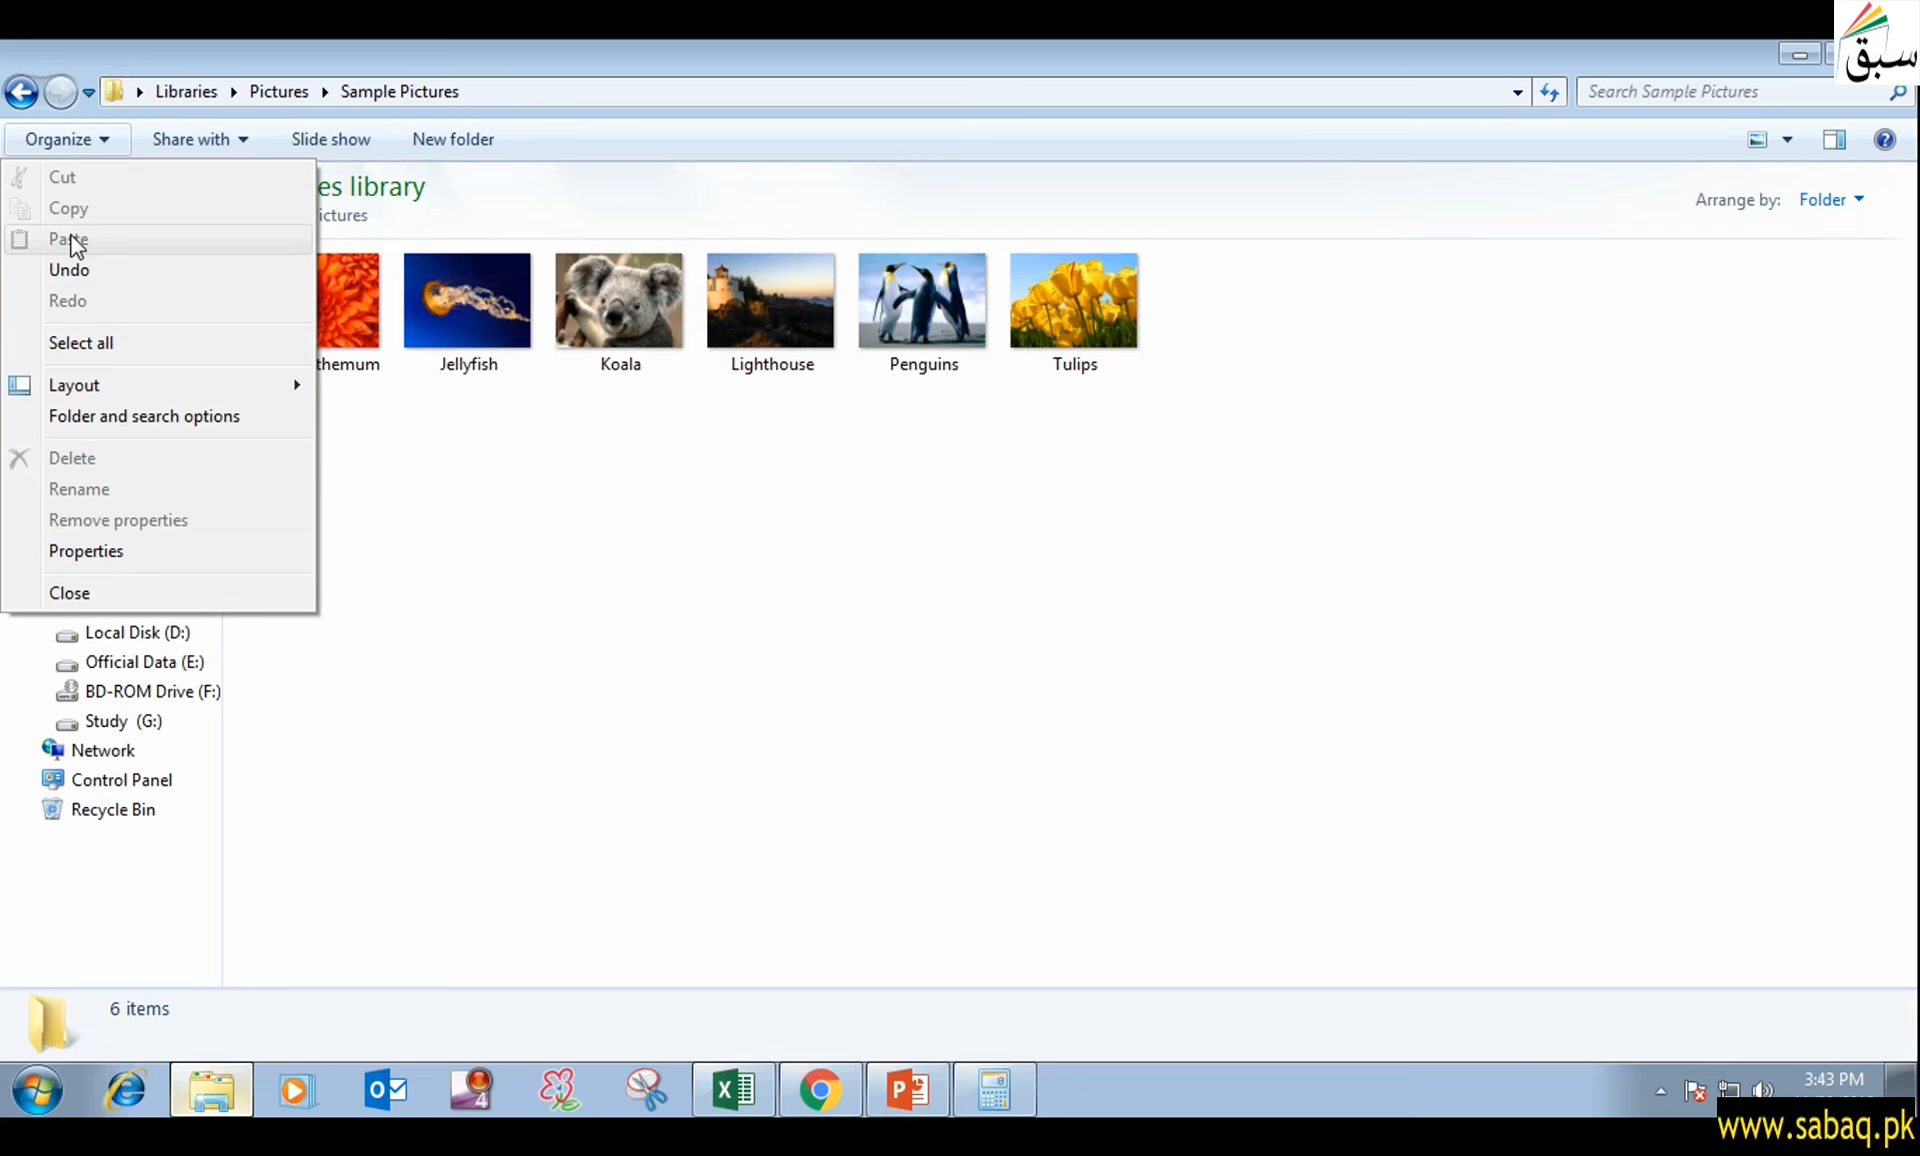 سبق
Libraries Pictures Sample Pictures
Search Sample Pictures
Organize Share with Slide show New folder
Cut
Copy
Paste
Undo
Redo
Select all
Layout
Folder and search options
Delete
Rename
Remove properties
Properties
Close
es library
ictures
Arrange by: Folder
themum Jellyfish Koala Lighthouse Penguins Tulips
Local Disk (D:)
Official Data (E:)
BD-ROM Drive (F:)
Study (G:)
Network
Control Panel
Recycle Bin
6 items
3:43 PM
www.sabaq.pk